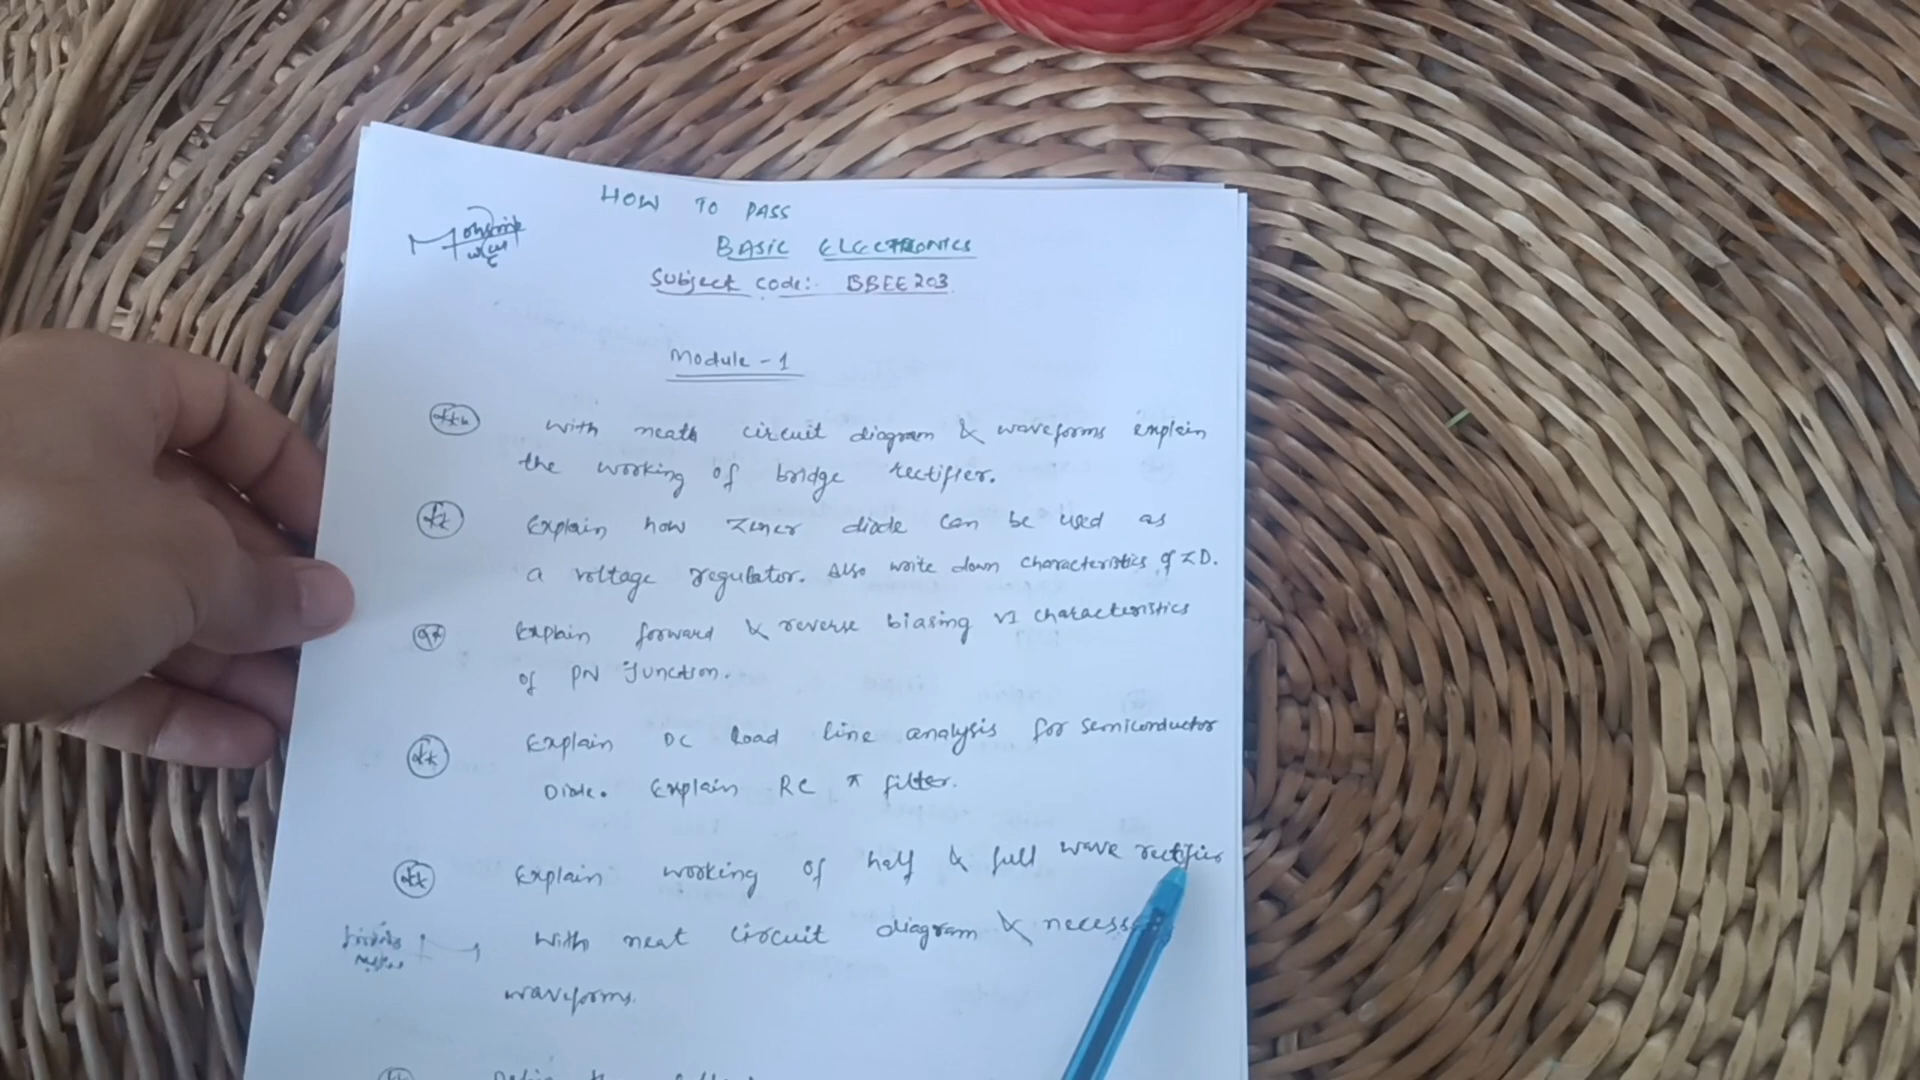 HOW TO PASS
BASIC ELECTRONICS
Subject code:- BBEE203
Module - 1
with neat circuit diagram & waveforms explain
the working of bridge rectifier.
Explain how Zener diode can be used as
a voltage regulator. Also write down characteristics of ZD.
Explain forward & reverse biasing VI characteristics
of PN Junction.
Explain DC load line analysis for Semiconductor
Diode. Explain RC π filter.
Explain working of half & full wave rectifier
with neat circuit diagram & necess
waveforms.